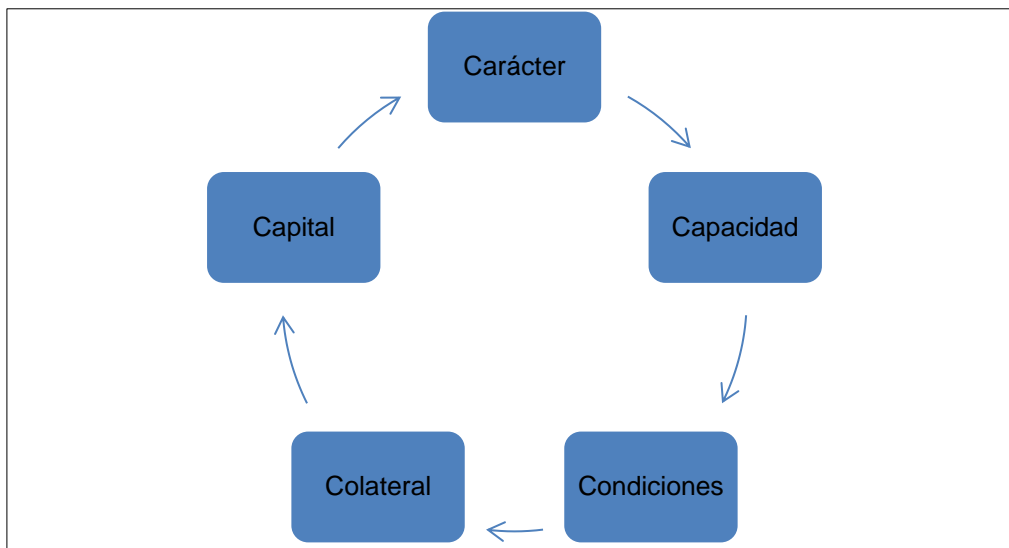 Carácter
Capital
Capacidad
Colateral
Condiciones